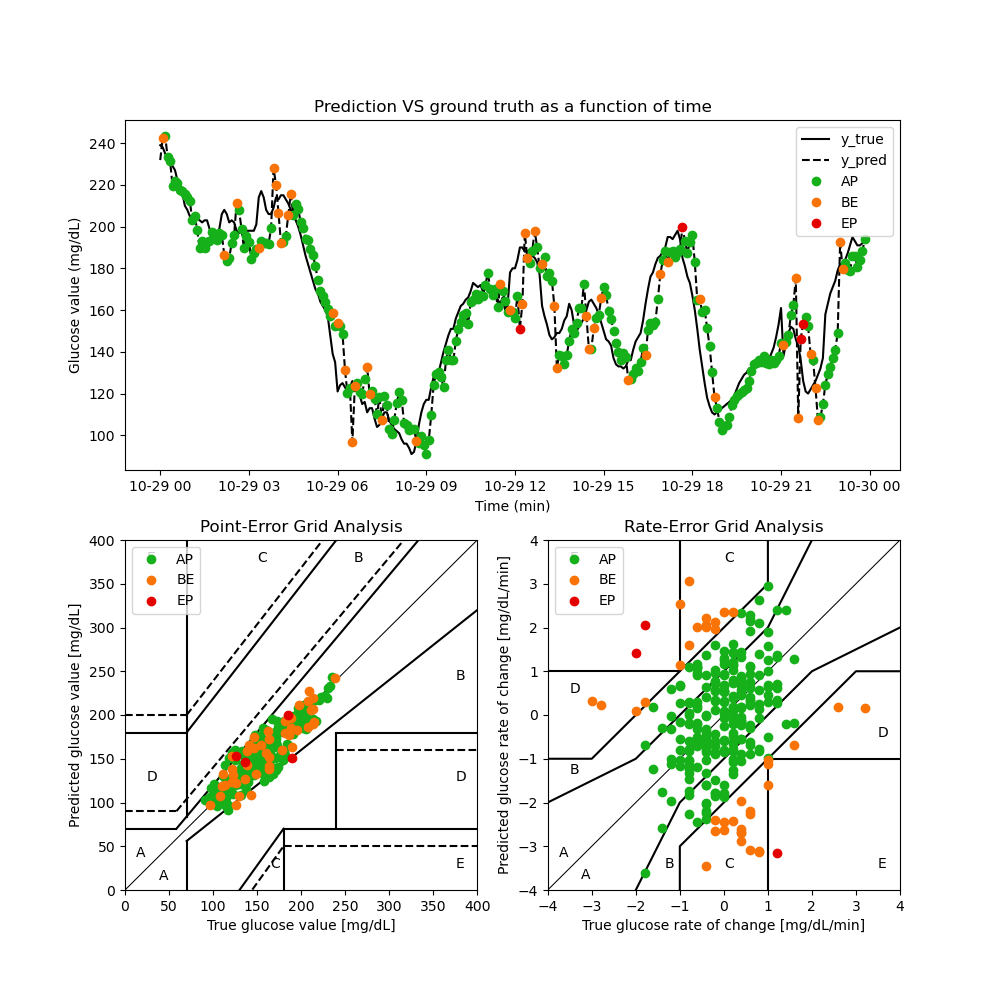 Prediction VS ground truth as a function of time
Glucose value (mg/dL)
240
220
200
180
160
140
120
100
y_true
y_pred
AP
BE
EP
10-29 00 10-29 03 10-29 06 10-29 09 10-29 12 10-29 15 10-29 18 10-29 21 10-30 00
Time (min)
Point-Error Grid Analysis
Predicted glucose value [mg/dL]
400
350
300
250
200
150
100
50
0
AP
BE
EP
C
B
B
D
D
A
A
C
E
0 50 100 150 200 250 300 350 400
True glucose value [mg/dL]
Rate-Error Grid Analysis
Predicted glucose rate of change [mg/dL/min]
4
3
2
1
0
−1
−2
−3
−4
AP
BE
EP
C
D
D
B
A
A
B
C
E
−4 −3 −2 −1 0 1 2 3 4
True glucose rate of change [mg/dL/min]